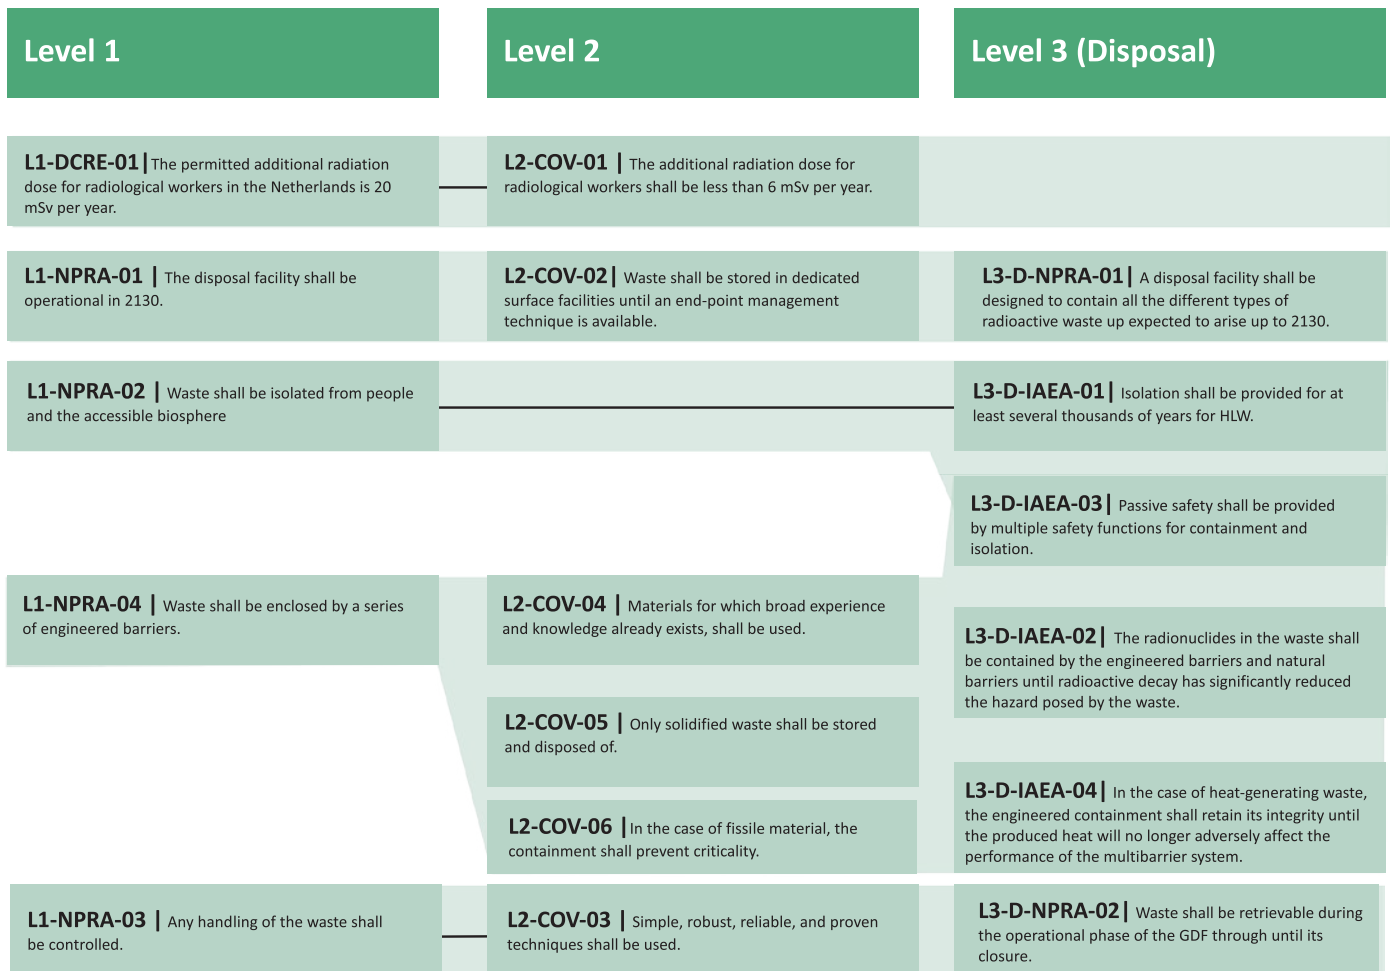 Level 1
Level 2
Level 3 (Disposal)
L1-DCRE-01| The permitted additional radiation
dose for radiological workers in the Netherlands is 20
mSv per year.
L2-COV-01 | The additional radiation dose for
radiological workers shall be less than 6 mSv per year.
L1-NPRA-01 | The disposal facility shall be
operational in 2130.
L2-COV-02| Waste shall be stored in dedicated
surface facilities until an end-point management
technique is available.
L3-D-NPRA-01| A disposal facility shall be
designed to contain all the different types of
radioactive waste up expected to arise up to 2130.
L1-NPRA-02 | Waste shall be isolated from people
and the accessible biosphere
L3-D-IAEA-01| Isolation shall be provided for at
least several thousands of years for HLW.
L3-D-IAEA-03| Passive safety shall be provided
by multiple safety functions for containment and
isolation.
L1-NPRA-04 | Waste shall be enclosed by a series
of engineered barriers.
L2-COV-04 | Materials for which broad experience
and knowledge already exists, shall be used.
L3-D-IAEA-02| The radionuclides in the waste shall
be contained by the engineered barriers and natural
barriers until radioactive decay has significantly reduced
the hazard posed by the waste.
L2-COV-05 | Only solidified waste shall be stored
and disposed of.
L2-COV-06 | In the case of fissile material, the
containment shall prevent criticality.
L3-D-IAEA-04| In the case of heat-generating waste,
the engineered containment shall retain its integrity until
the produced heat will no longer adversely affect the
performance of the multibarrier system.
L1-NPRA-03 | Any handling of the waste shall
be controlled.
L2-COV-03 | Simple, robust, reliable, and proven
techniques shall be used.
L3-D-NPRA-02| Waste shall be retrievable during
the operational phase of the GDF through until its
closure.